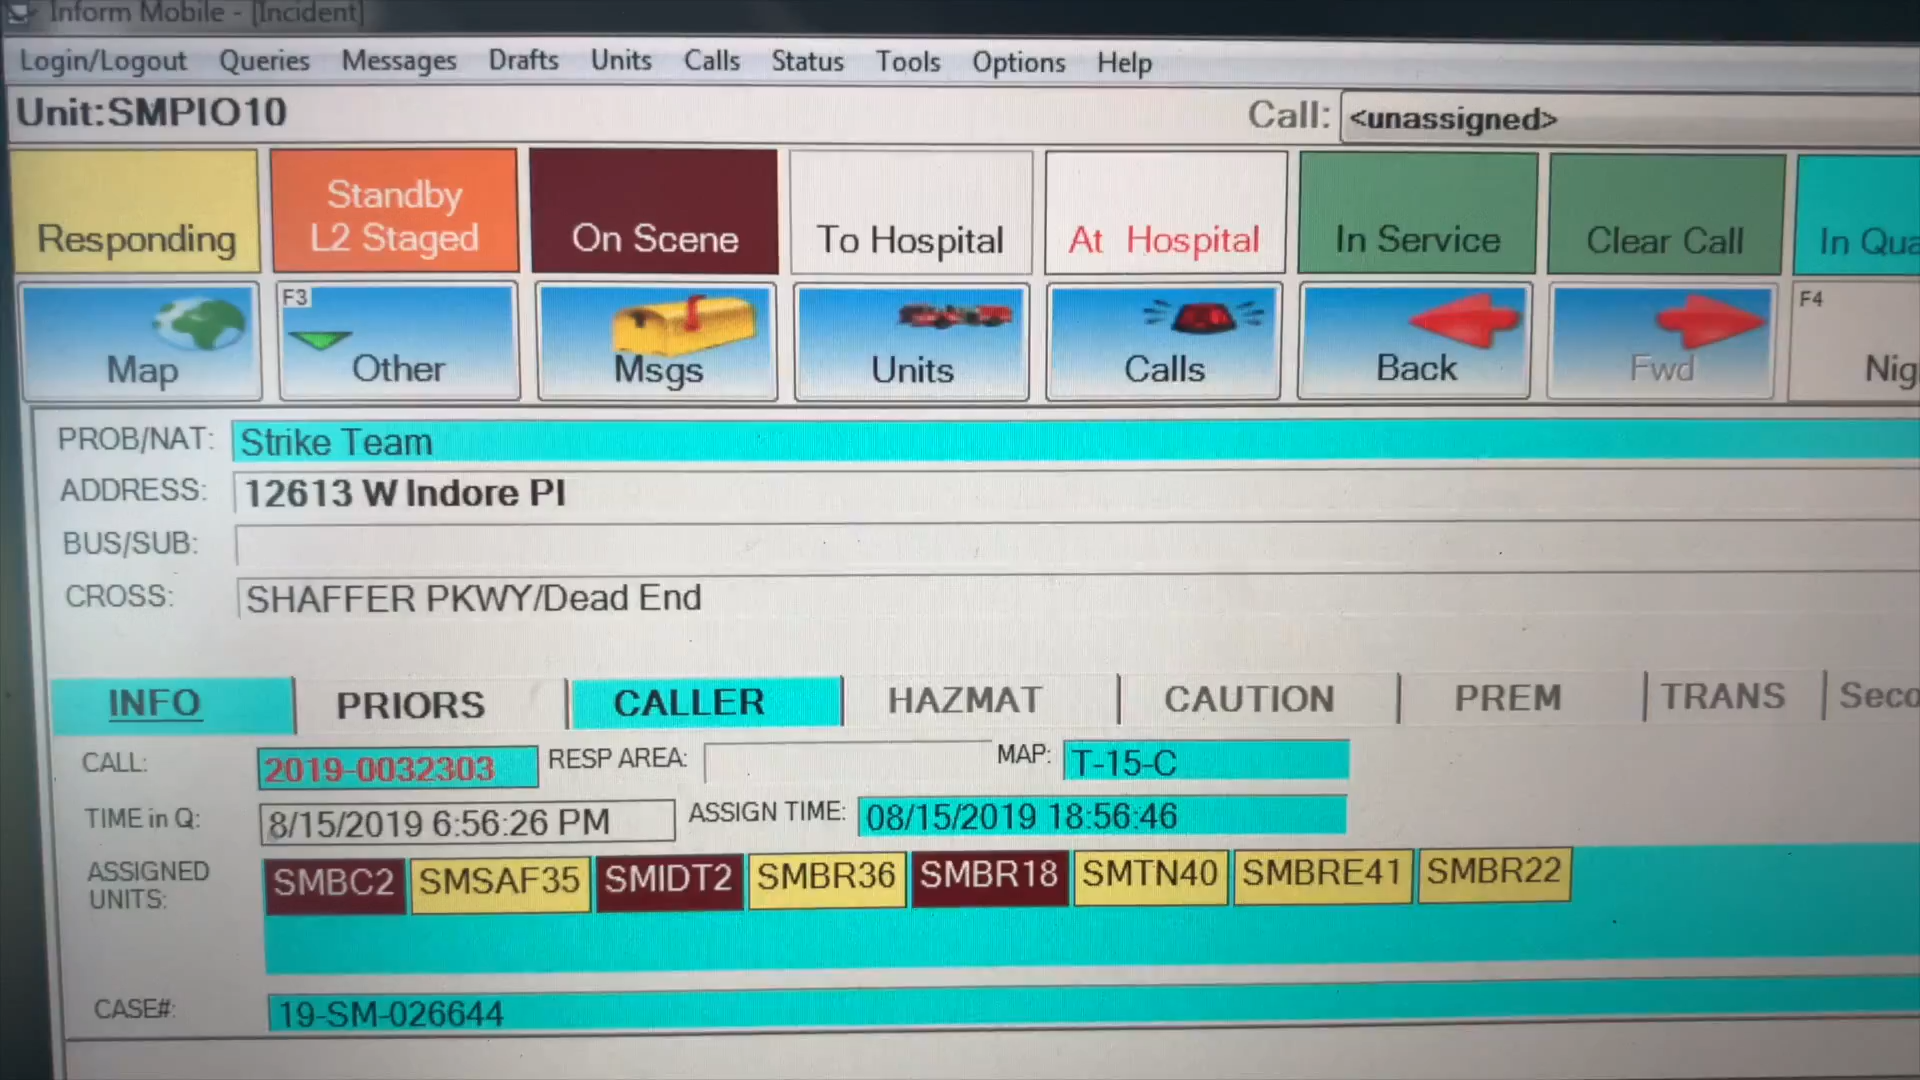 Inform Mobile - [Incident]
Login/Logout Queries Messages Drafts Units Calls Status Tools Options Help
Unit:SMPIO10 Call: <unassigned>
Responding Standby L2 Staged On Scene To Hospital At Hospital In Service Clear Call In Qua
Map F3 Other Msgs Units Calls Back Fwd F4 Nig
PROB/NAT: Strike Team
ADDRESS: 12613 W Indore Pl
BUS/SUB:
CROSS: SHAFFER PKWY/Dead End
INFO PRIORS CALLER HAZMAT CAUTION PREM TRANS Seco
CALL: 2019-0032303 RESP AREA: MAP: T-15-C
TIME in Q: 8/15/2019 6:56:26 PM ASSIGN TIME: 08/15/2019 18:56:46
ASSIGNED UNITS: SMBC2 SMSAF35 SMIDT2 SMBR36 SMBR18 SMTN40 SMBRE41 SMBR22
CASE#: 19-SM-026644